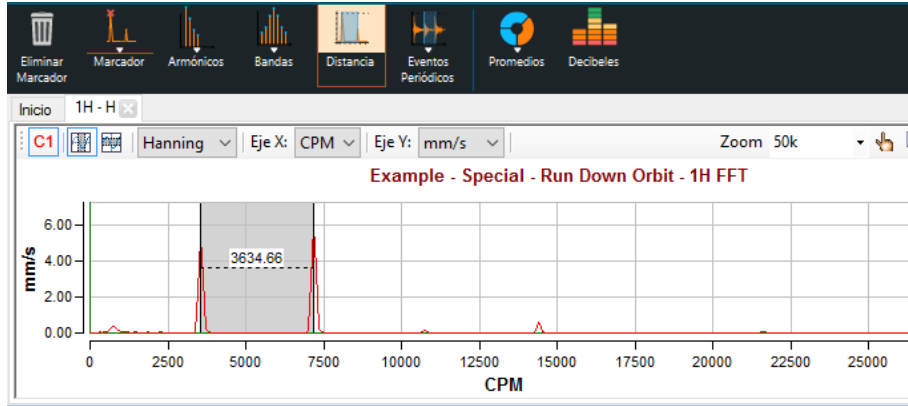 Eliminar Marcador
Marcador
Armónicos
Bandas
Distancia
Eventos Periódicos
Promedios
Decibeles
Inicio
1H - H
C1
Hanning
Eje X:
CPM
Eje Y:
mm/s
Zoom
50k
Example - Special - Run Down Orbit - 1H FFT
6.00
4.00
2.00
0.00
mm/s
3634.66
0
2500
5000
7500
10000
12500
15000
17500
20000
22500
25000
CPM